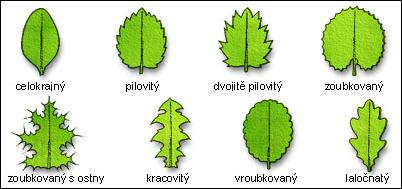 celokrajný pilovitý dvojitě pilovitý zoubkovaný
zoubkovaný s ostny kracovitý vroubkovaný laločnatý